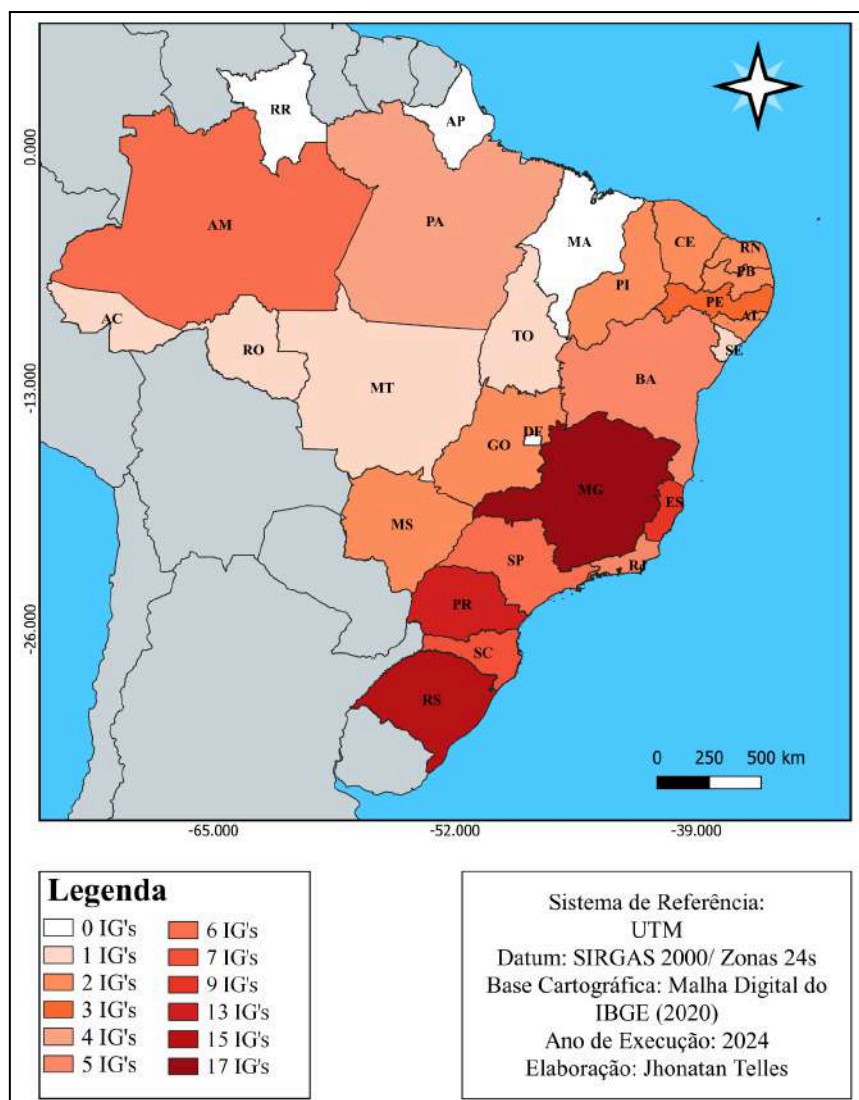 RR
AP
0.000
AM
PA
MA
CE
RN
PB
PI
PE
AL
AC
TO
SE
RO
-13.000
MT
BA
DF
GO
MG
ES
MS
SP
RJ
PR
-26.000
SC
RS
0 250 500 km
-65.000 -52.000 -39.000
Legenda
0 IG's
1 IG's
2 IG's
3 IG's
4 IG's
5 IG's
6 IG's
7 IG's
9 IG's
13 IG's
15 IG's
17 IG's
Sistema de Referência:
UTM
Datum: SIRGAS 2000/ Zonas 24s
Base Cartográfica: Malha Digital do
IBGE (2020)
Ano de Execução: 2024
Elaboração: Jhonatan Telles